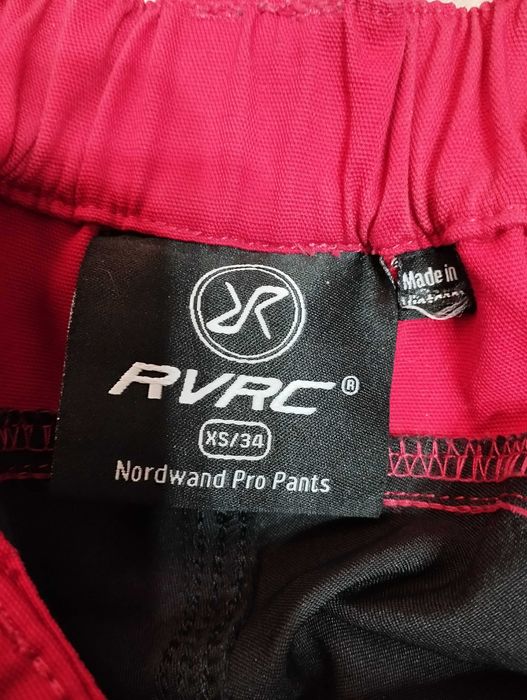 RVRC®
XS/34
Nordwand Pro Pants
Made in